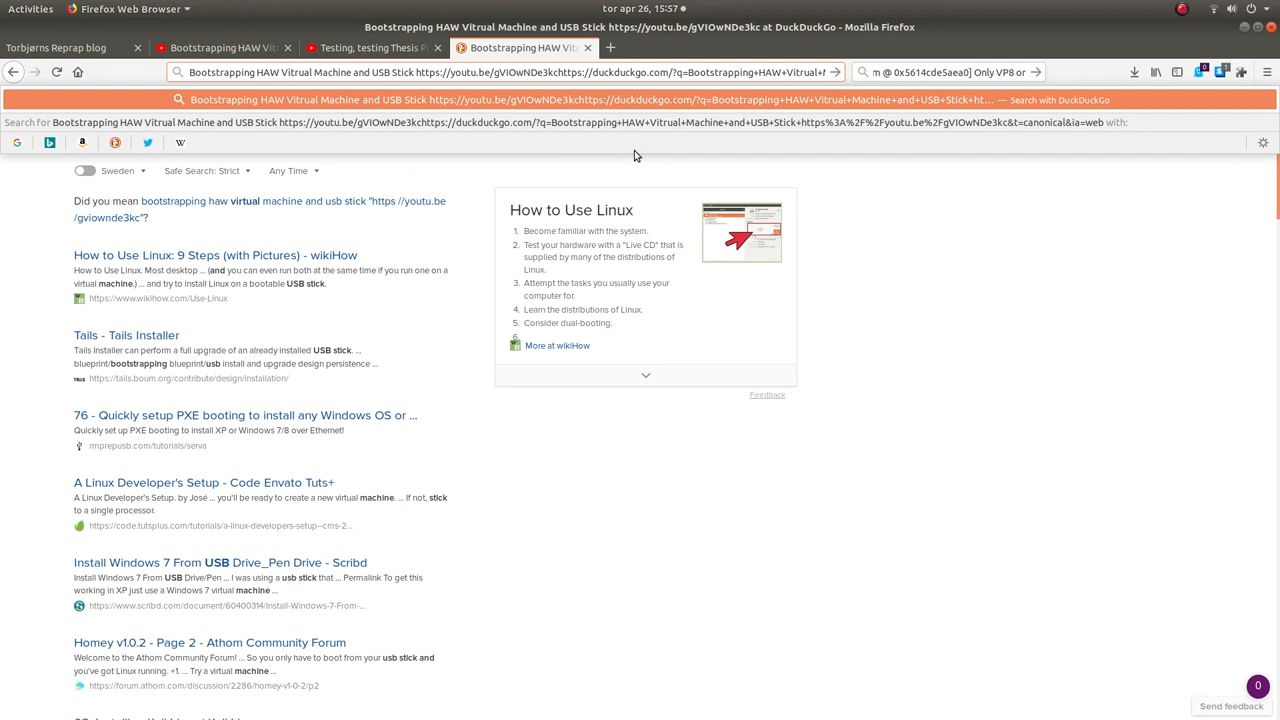 Activities Firefox Web Browser tor apr 26, 15:57
Bootstrapping HAW Vitrual Machine and USB Stick https://youtu.be/gVIOwNDe3kc at DuckDuckGo - Mozilla Firefox
Torbjørns Reprap blog Bootstrapping HAW Vitru Testing, testing Thesis P Bootstrapping HAW Vitr
Bootstrapping HAW Vitrual Machine and USB Stick https://youtu.be/gVIOwNDe3kchttps://duckduckgo.com/?q=Bootstrapping+HAW+Vitrual+M m @ 0x5614cde5aea0] Only VP8 or
Bootstrapping HAW Vitrual Machine and USB Stick https://youtu.be/gVIOwNDe3kchttps://duckduckgo.com/?q=Bootstrapping+HAW+Vitrual+Machine+and+USB+Stick+ht... — Search with DuckDuckGo
Search for Bootstrapping HAW Vitrual Machine and USB Stick https://youtu.be/gVIOwNDe3kchttps://duckduckgo.com/?q=Bootstrapping+HAW+Vitrual+Machine+and+USB+Stick+https%3A%2F%2Fyoutu.be%2FgVIOwNDe3kc&t=canonical&ia=web with:
Sweden Safe Search: Strict Any Time
Did you mean bootstrapping haw virtual machine and usb stick "https //youtu.be
/gviownde3kc"?
How to Use Linux: 9 Steps (with Pictures) - wikiHow
How to Use Linux. Most desktop ... (and you can even run both at the same time if you run one on a
virtual machine.) ... and try to install Linux on a bootable USB stick.
https://www.wikihow.com/Use-Linux
Tails - Tails Installer
Tails Installer can perform a full upgrade of an already installed USB stick. ...
blueprint/bootstrapping blueprint/usb install and upgrade design persistence ...
https://tails.boum.org/contribute/design/installation/
76 - Quickly setup PXE booting to install any Windows OS or ...
Quickly set up PXE booting to install XP or Windows 7/8 over Ethernet!
rmprepusb.com/tutorials/serva
A Linux Developer's Setup - Code Envato Tuts+
A Linux Developer's Setup. by José ... you'll be ready to create a new virtual machine. ... If not, stick
to a single processor.
https://code.tutsplus.com/tutorials/a-linux-developers-setup--cms-2...
Install Windows 7 From USB Drive_Pen Drive - Scribd
Install Windows 7 From USB Drive/Pen ... I was using a usb stick that ... Permalink To get this
working in XP just use a Windows 7 virtual machine ...
https://www.scribd.com/document/60400314/Install-Windows-7-From-...
Homey v1.0.2 - Page 2 - Athom Community Forum
Welcome to the Athom Community Forum! ... So you only have to boot from your usb stick and
you've got Linux running. +1. ... Try a virtual machine ...
https://forum.athom.com/discussion/2286/homey-v1-0-2/p2
How to Use Linux
1. Become familiar with the system.
2. Test your hardware with a "Live CD" that is
supplied by many of the distributions of
Linux.
3. Attempt the tasks you usually use your
computer for.
4. Learn the distributions of Linux.
5. Consider dual-booting.
6.
More at wikiHow
Feedback
0
Send feedback